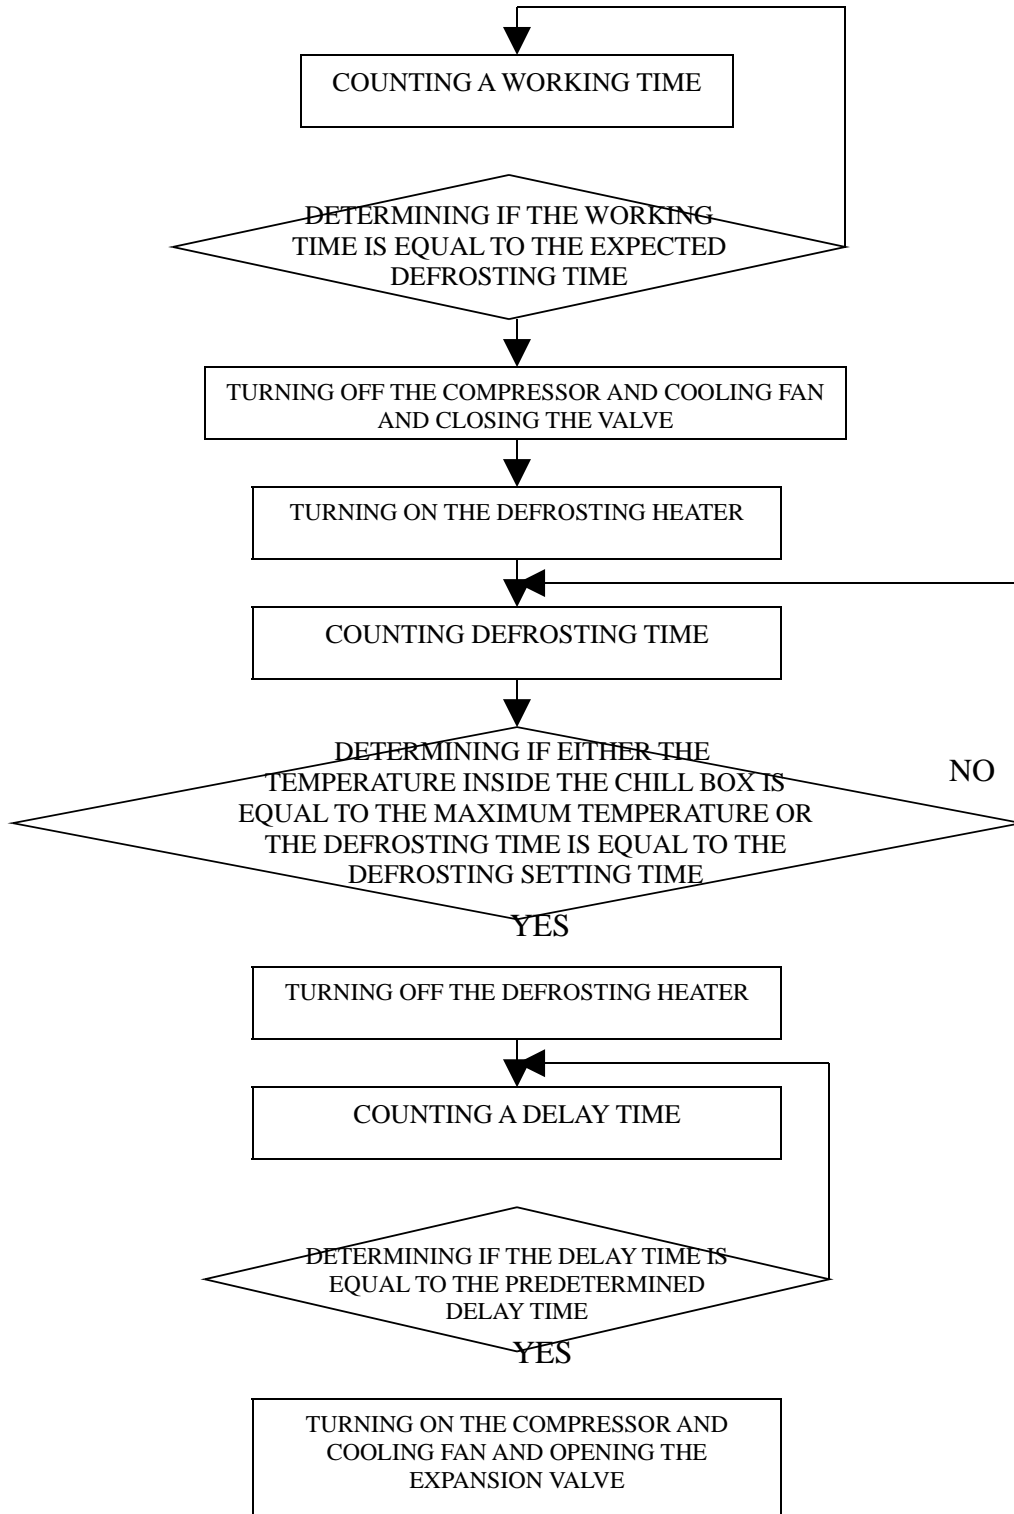 COUNTING A WORKING TIME
DETERMINING IF THE WORKING
TIME IS EQUAL TO THE EXPECTED
DEFROSTING TIME
TURNING OFF THE COMPRESSOR AND COOLING FAN
AND CLOSING THE VALVE
TURNING ON THE DEFROSTING HEATER
COUNTING DEFROSTING TIME
DETERMINING IF EITHER THE
TEMPERATURE INSIDE THE CHILL BOX IS
EQUAL TO THE MAXIMUM TEMPERATURE OR
THE DEFROSTING TIME IS EQUAL TO THE
DEFROSTING SETTING TIME
NO
YES
TURNING OFF THE DEFROSTING HEATER
COUNTING A DELAY TIME
DETERMINING IF THE DELAY TIME IS
EQUAL TO THE PREDETERMINED
DELAY TIME
YES
TURNING ON THE COMPRESSOR AND
COOLING FAN AND OPENING THE
EXPANSION VALVE